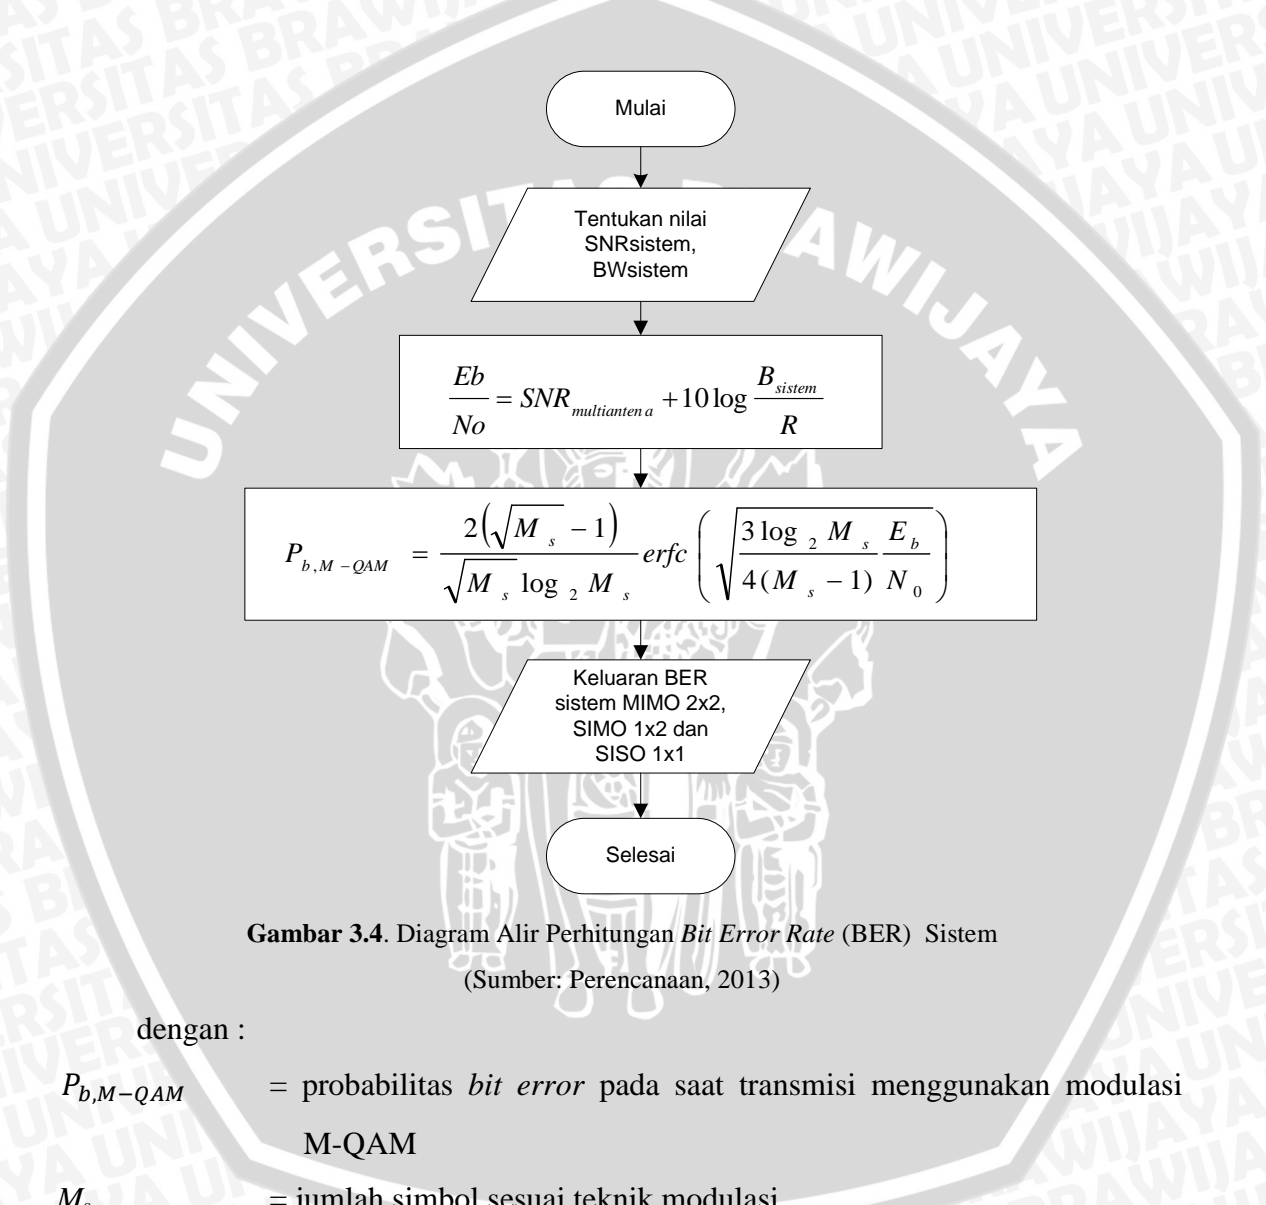 UNIVERSITAS BRAWIJAYA
Mulai
Tentukan nilai
SNRsistem,
BWsistem
Eb/No = SNR_multiantena + 10 log B_sistem/R
P_b,M-QAM = 2(√M_s − 1)/(√M_s log_2 M_s) erfc(√(3 log_2 M_s/4(M_s − 1) E_b/N_0))
Keluaran BER
sistem MIMO 2x2,
SIMO 1x2 dan
SISO 1x1
Selesai
Gambar 3.4. Diagram Alir Perhitungan Bit Error Rate (BER) Sistem
(Sumber: Perencanaan, 2013)
dengan :
P_b,M−QAM = probabilitas bit error pada saat transmisi menggunakan modulasi
M-QAM
M_s = jumlah simbol sesuai teknik modulasi